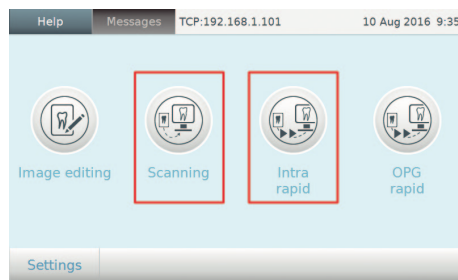 Help Messages TCP:192.168.1.101 10 Aug 2016 9:35
Image editing Scanning Intra rapid OPG rapid
Settings